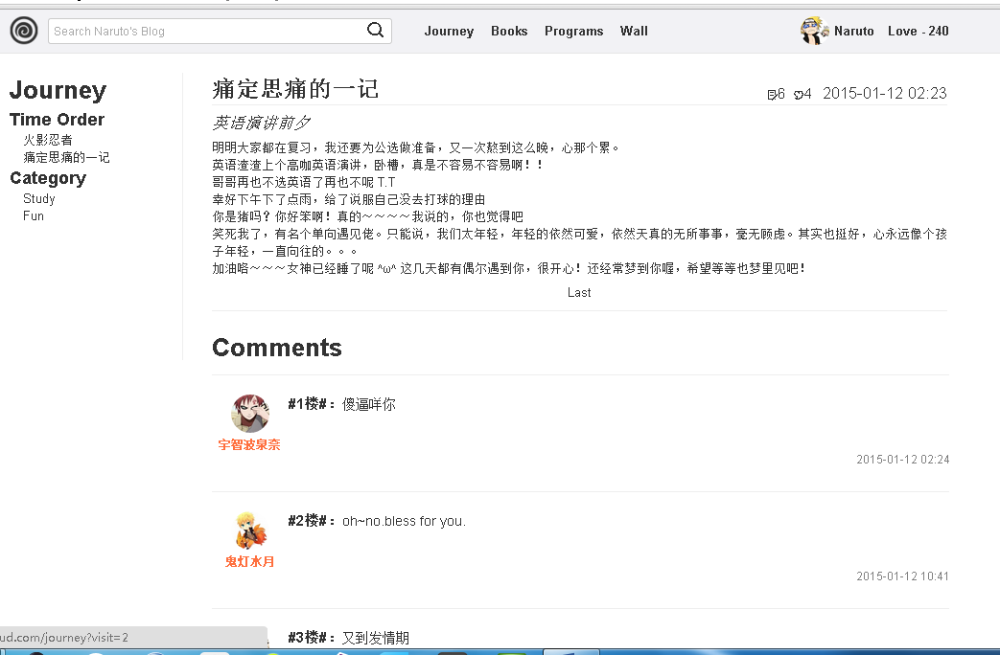 Search Naruto's Blog
Journey Books Programs Wall
Naruto Love - 240
Journey
Time Order
火影忍者
痛定思痛的一记
Category
Study
Fun
痛定思痛的一记
6 4 2015-01-12 02:23
英语演讲前夕
明明大家都在复习，我还要为公选做准备，又一次熬到这么晚，心那个累。
英语渣渣上个高咖英语演讲，卧槽，真是不容易不容易啊！！
哥哥再也不选英语了再也不呢 T.T
幸好下午下了点雨，给了说服自己没去打球的理由
你是猪吗？你好笨啊！真的～～～～我说的，你也觉得吧
笑死我了，有名个单向遇见佬。只能说，我们太年轻，年轻的依然可爱，依然天真的无所事事，毫无顾虑。其实也挺好，心永远像个孩
子年轻，一直向往的。。。
加油咯～～～女神已经睡了呢 ^ω^ 这几天都有偶尔遇到你，很开心！还经常梦到你喔，希望等等也梦里见吧！
Last
Comments
#1楼#： 傻逼咩你
宇智波泉奈
2015-01-12 02:24
#2楼#： oh~no.bless for you.
鬼灯水月
2015-01-12 10:41
#3楼#： 又到发情期
ud.com/journey?visit=2